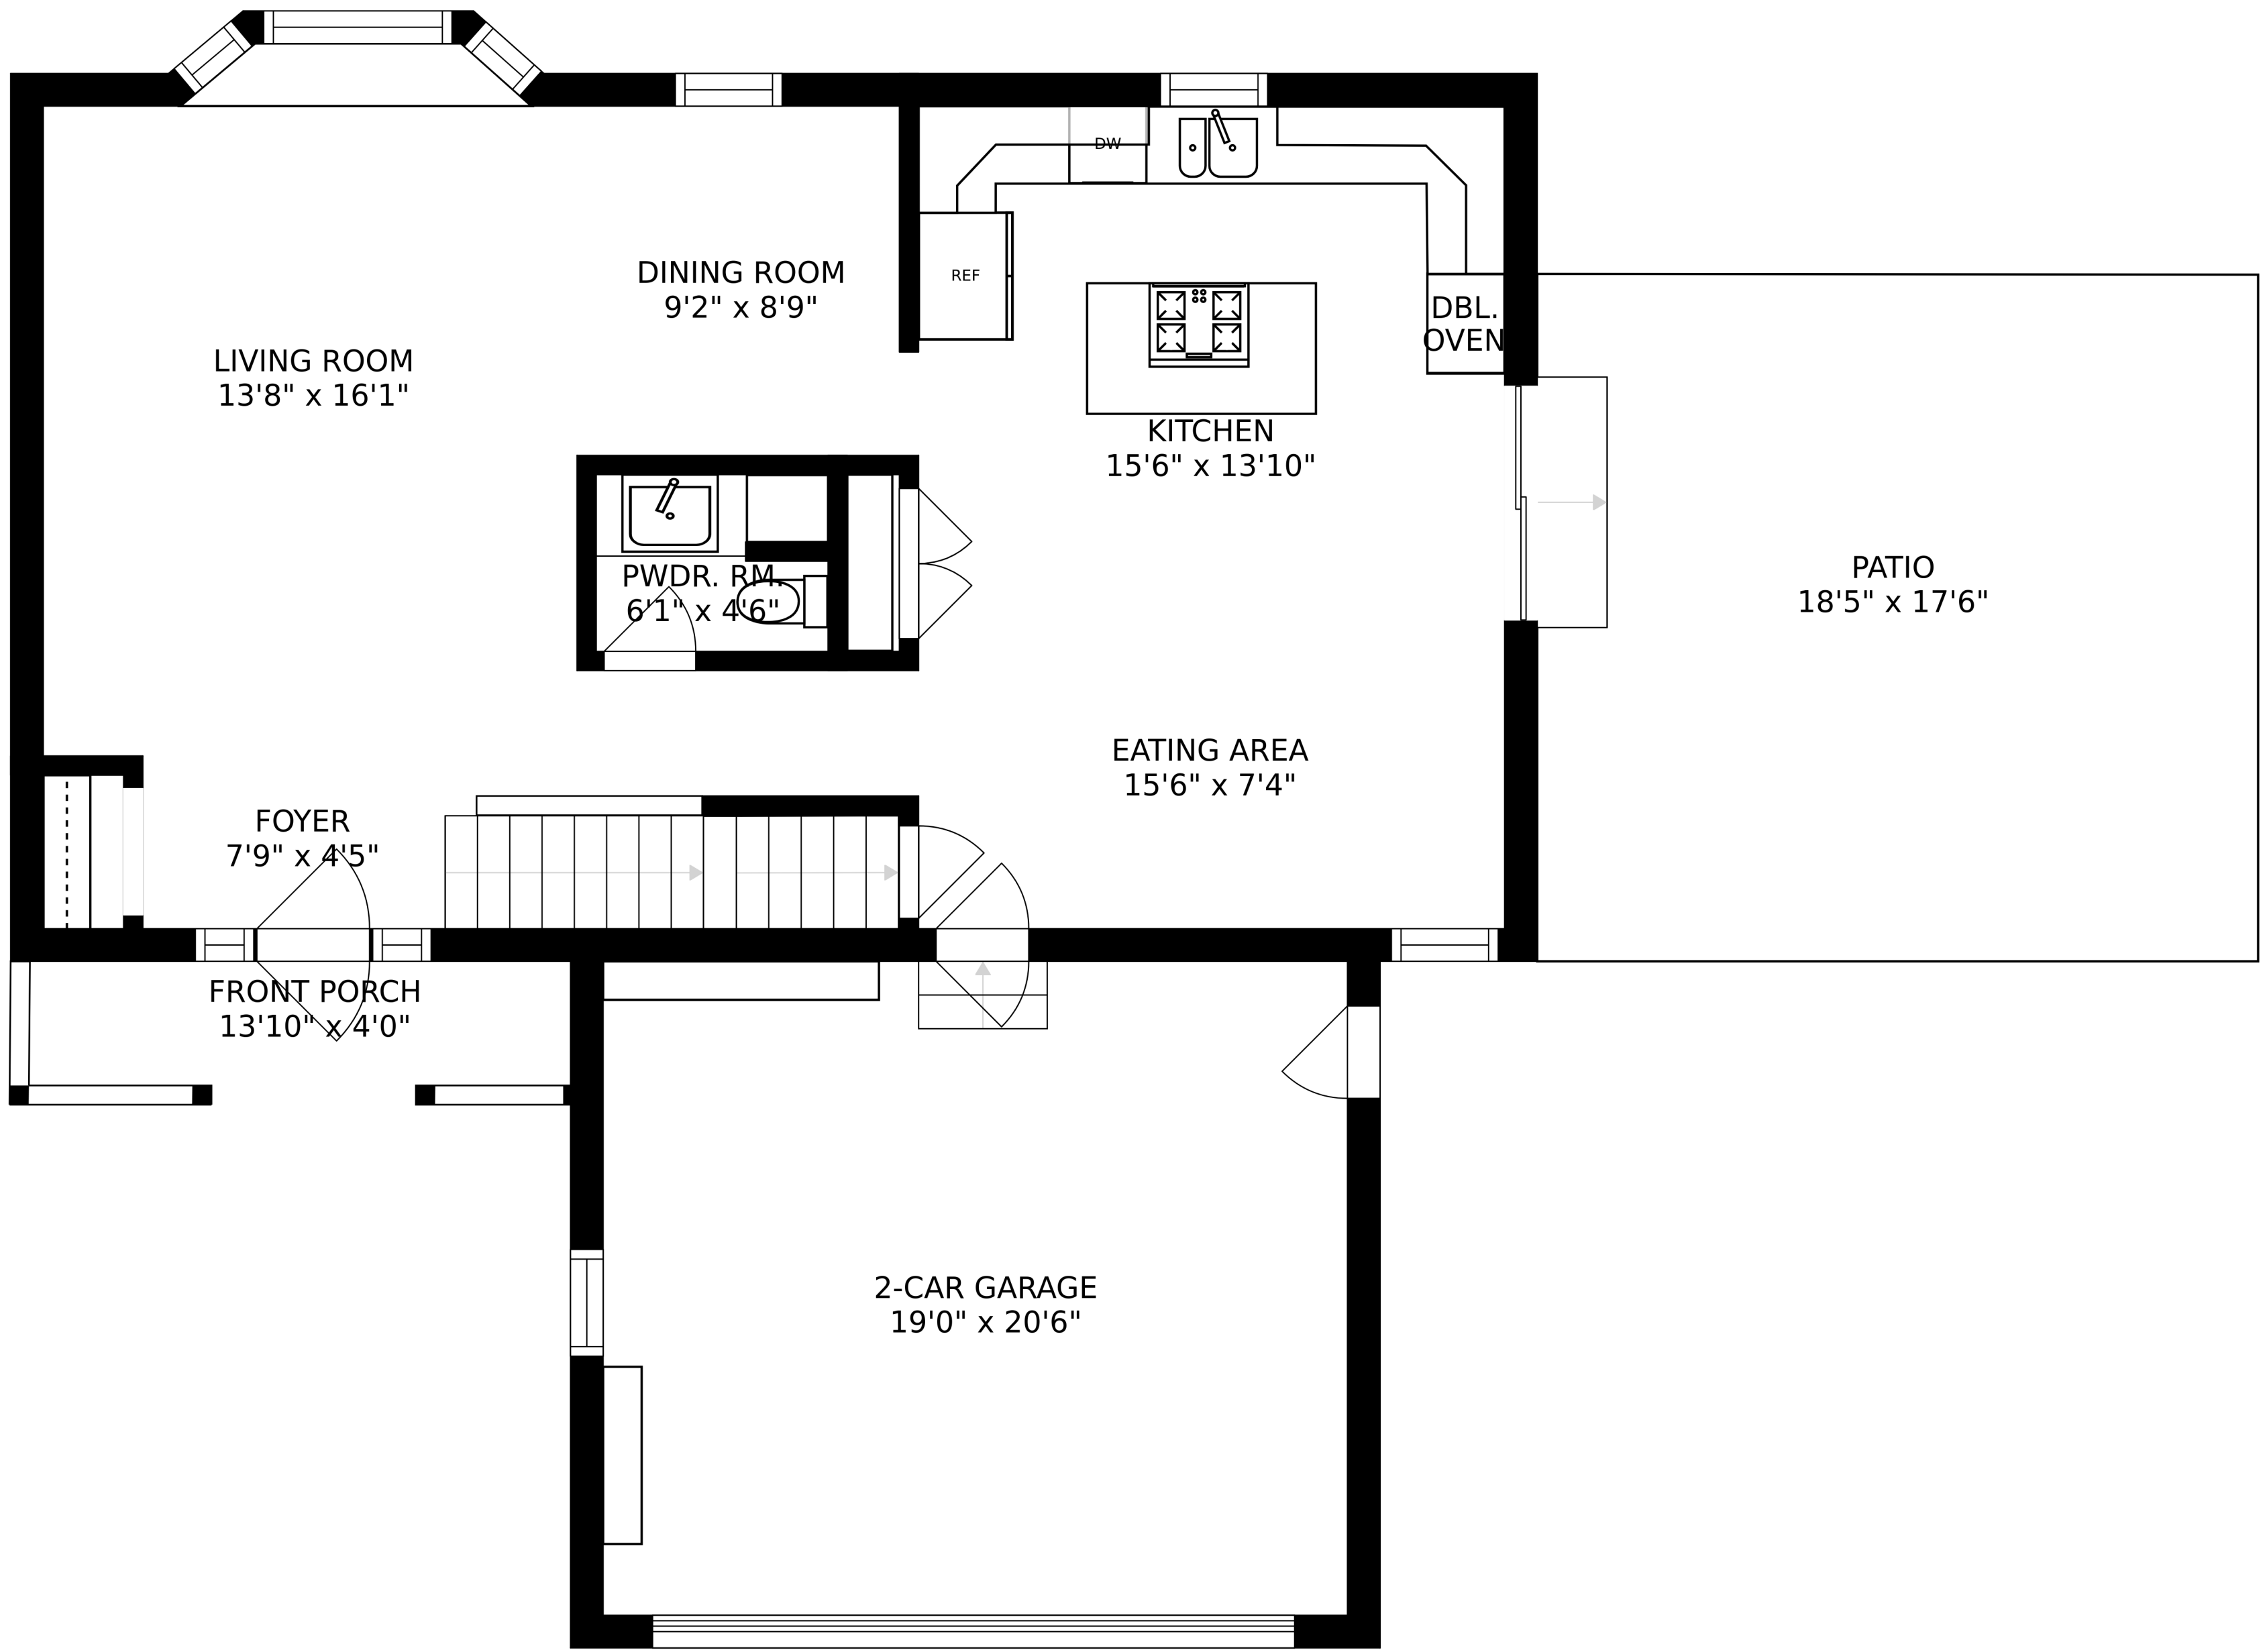 DW
DINING ROOM
9'2" x 8'9"
REF
DBL.
OVEN
LIVING ROOM
13'8" x 16'1"
KITCHEN
15'6" x 13'10"
PWDR. RM.
6'1" x 4'6"
PATIO
18'5" x 17'6"
EATING AREA
15'6" x 7'4"
FOYER
7'9" x 4'5"
FRONT PORCH
13'10" x 4'0"
2-CAR GARAGE
19'0" x 20'6"